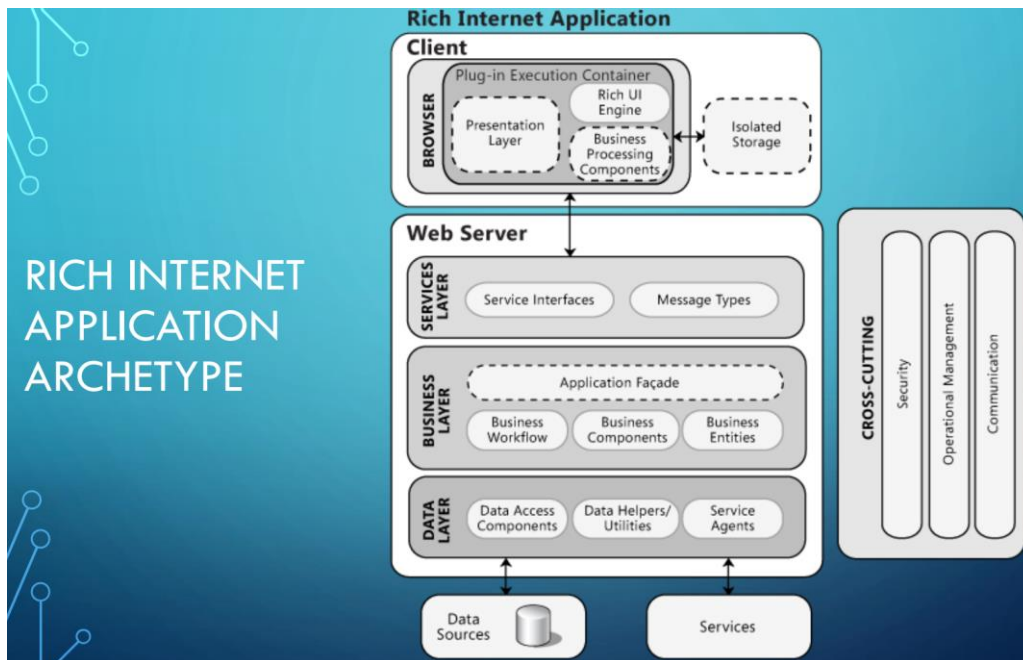 RICH INTERNET
APPLICATION
ARCHETYPE
Rich Internet Application
Client
BROWSER
Plug-in Execution Container
Presentation
Layer
Rich UI
Engine
Business
Processing
Components
Isolated
Storage
Web Server
SERVICES
LAYER
Service Interfaces
Message Types
BUSINESS
LAYER
Application Façade
Business
Workflow
Business
Components
Business
Entities
DATA
LAYER
Data Access
Components
Data Helpers/
Utilities
Service
Agents
Data
Sources
Services
CROSS-CUTTING
Security
Operational Management
Communication